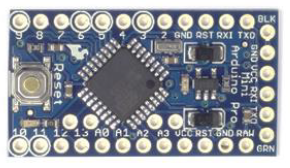 BLK
9 8 7 6 5 4 3 2 GND RST RXI TXO
GND GND VCC RXI TXO GRN
Reset
Arduino Pro
Mini
10 11 12 13 A0 A1 A2 A3 VCC RST GND RAW